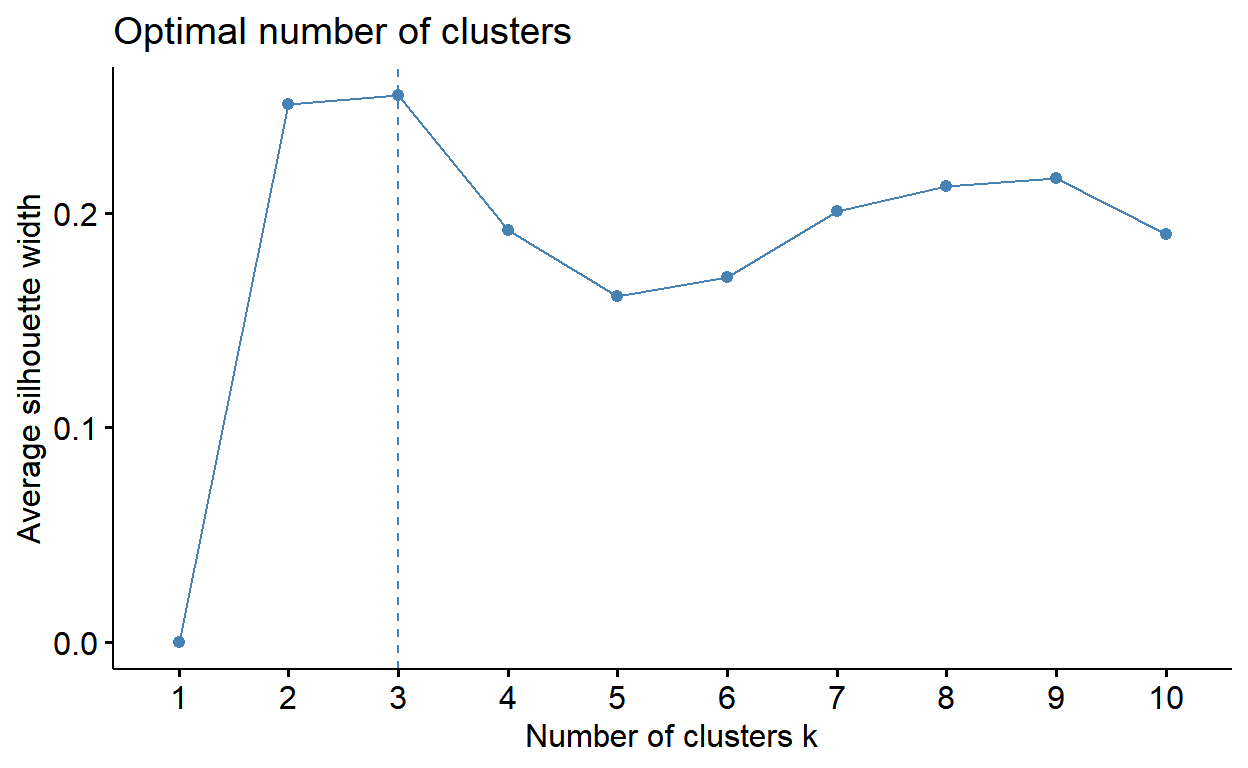 Optimal number of clusters
Average silhouette width
0.2
0.1
0.0
1 2 3 4 5 6 7 8 9 10
Number of clusters k